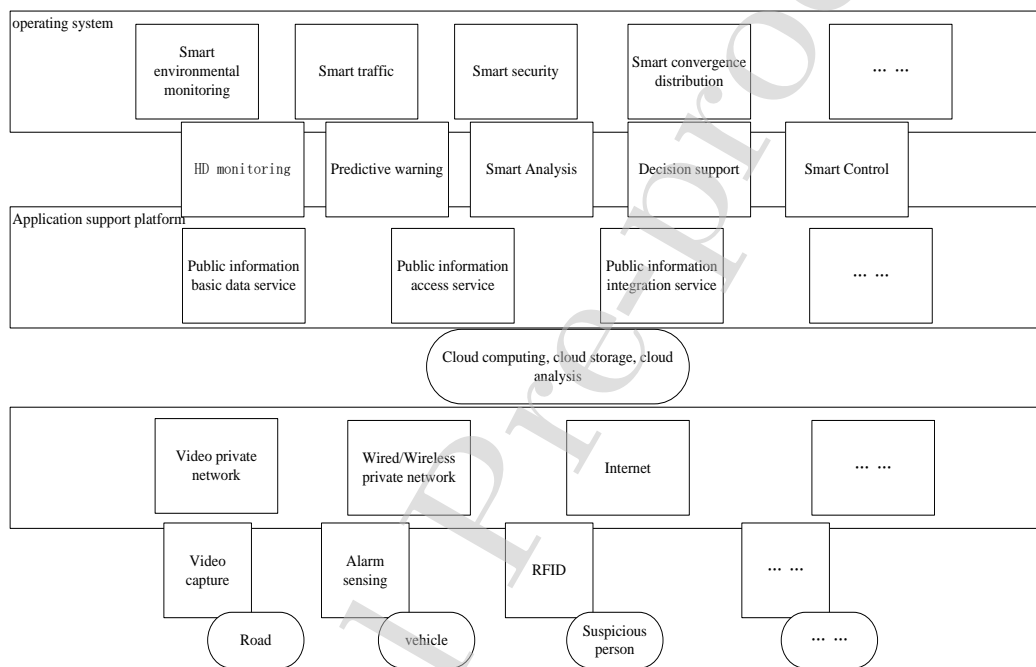 operating system
Smart
environmental
monitoring
Smart traffic
Smart security
Smart convergence
distribution
... ...
HD monitoring
Predictive warning
Smart Analysis
Decision support
Smart Control
Application support platform
Public information
basic data service
Public information
access service
Public information
integration service
... ...
Cloud computing, cloud storage, cloud
analysis
Video private
network
Wired/Wireless
private network
Internet
... ...
Video
capture
Alarm
sensing
RFID
... ...
Road
vehicle
Suspicious
person
... ...